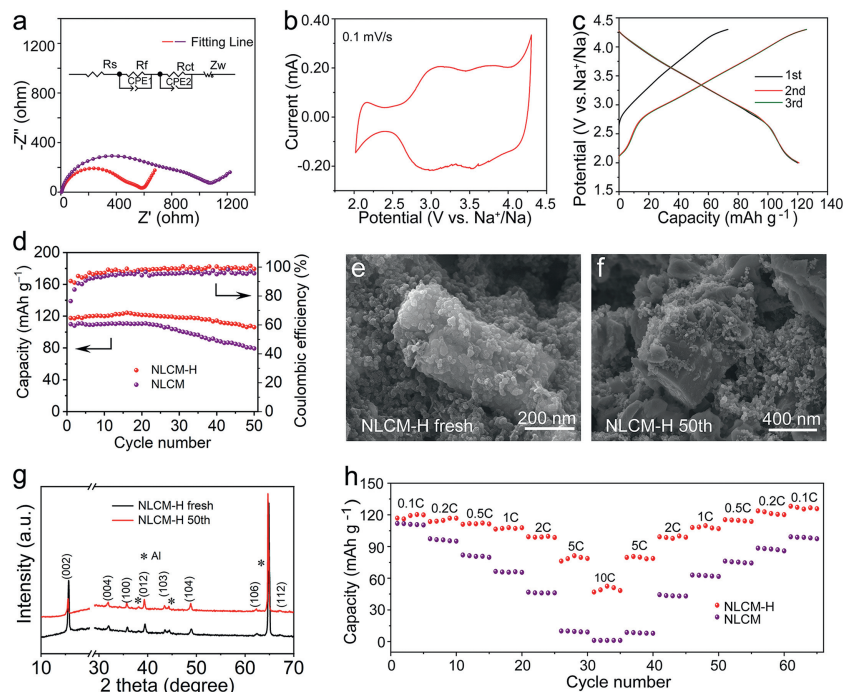 a
1200
800
400
0
-Z" (ohm)
Fitting Line
Rs
Rf
Rct
Zw
CPE1
CPE2
0 400 800 1200
Z' (ohm)
b
0.40
0.20
0.00
0.20
Current (mA)
0.1 mV/s
2.0 2.5 3.0 3.5 4.0 4.5
Potential (V vs. Na⁺/Na)
c
4.5
4.0
3.5
3.0
2.5
2.0
1.5
Potential (V vs.Na⁺/Na)
1st
2nd
3rd
0 20 40 60 80 100 120 140
Capacity (mAh g⁻¹)
d
200
160
120
80
40
0
Capacity (mAh g⁻¹)
NLCM-H
NLCM
100
80
60
40
20
0
Coulombic efficiency (%)
0 10 20 30 40 50
Cycle number
e
NLCM-H fresh
200 nm
f
NLCM-H 50th
400 nm
g
Intensity (a.u.)
NLCM-H fresh
NLCM-H 50th
* Al
(002)
(004)
(100)
*
(012)
(103)
*
(104)
(106)
*
(112)
10 20 30 40 50 60 70
2 theta (degree)
h
150
120
90
60
30
0
Capacity (mAh g⁻¹)
0.1C
0.2C
0.5C
1C
2C
5C
10C
5C
2C
1C
0.5C
0.2C
0.1C
NLCM-H
NLCM
0 10 20 30 40 50 60
Cycle number